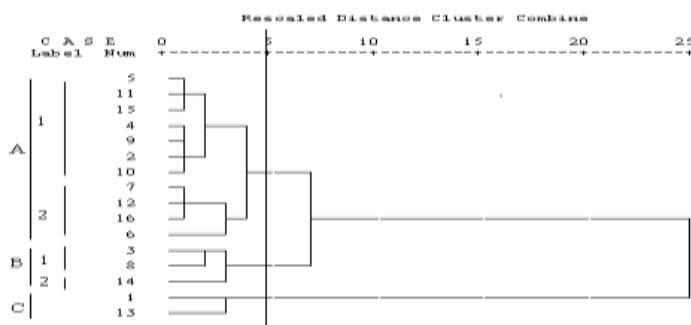 Rescaled Distance Cluster Combine
C A S E 0 5 10 15 20 25
Label Num
5
11
15
1 4
9
A 2
10
7
12
2 16
6
3
B 1 8
2 14
1
C 13